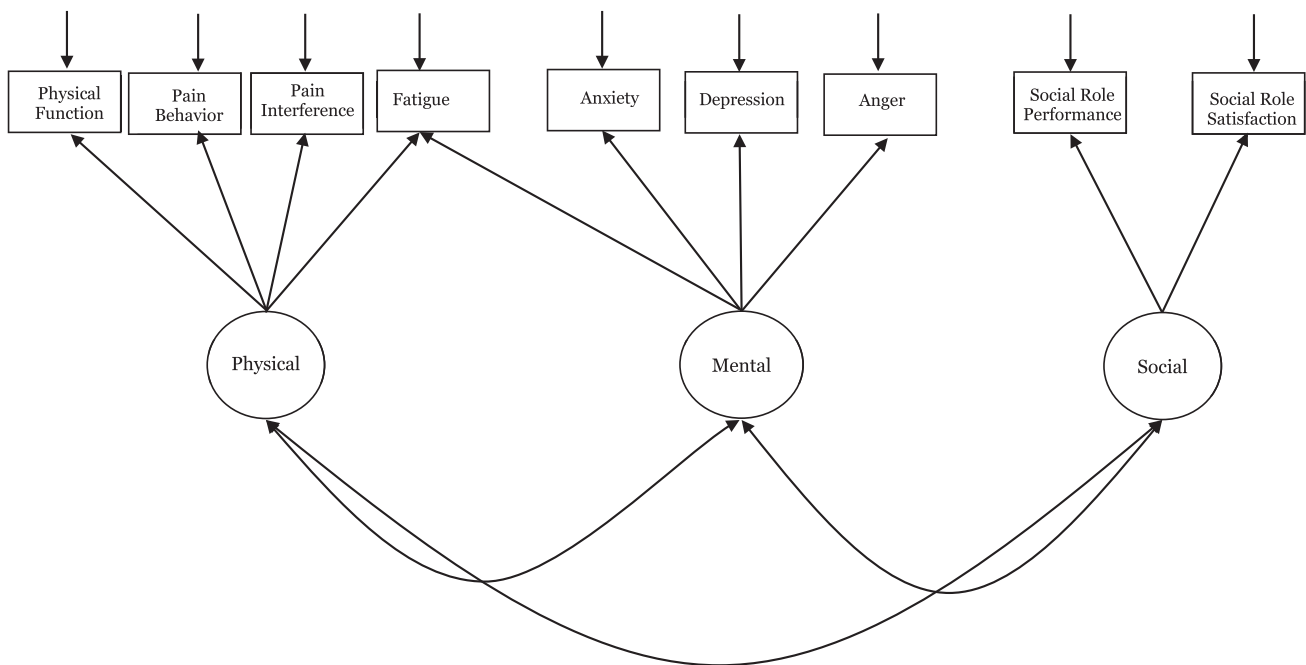 Physical
Function
Pain
Behavior
Pain
Interference
Fatigue
Anxiety
Depression
Anger
Social Role
Performance
Social Role
Satisfaction
Physical
Mental
Social